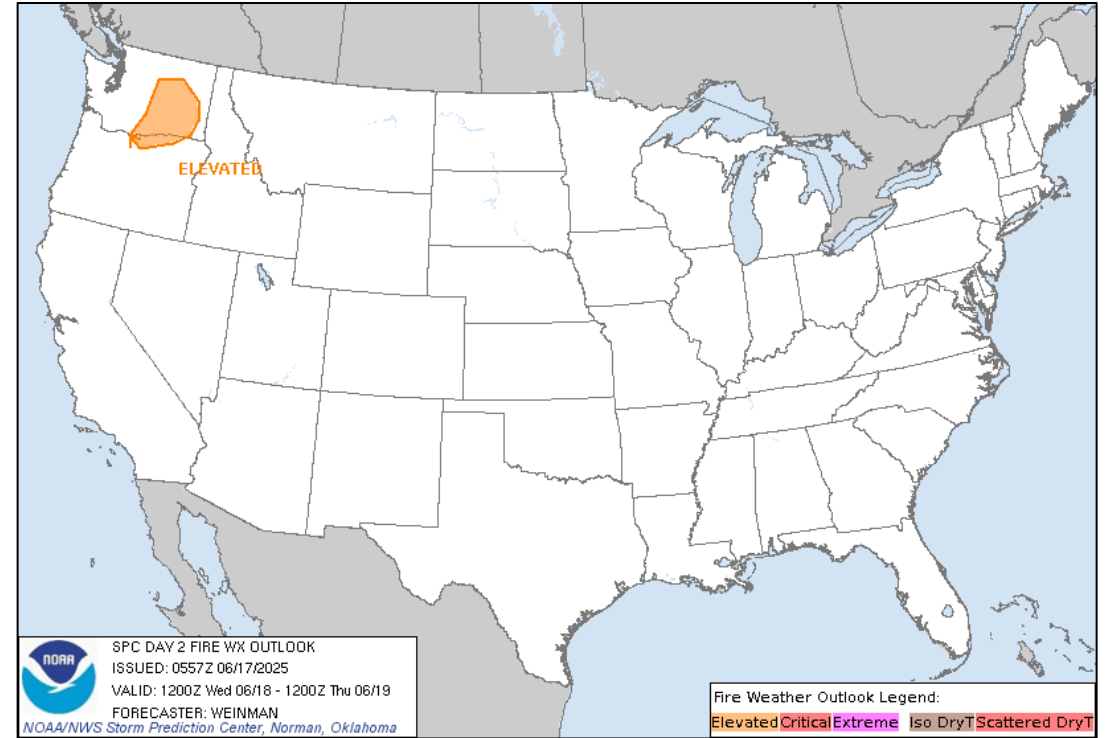 ELEVATED
NOAA
SPC DAY 2 FIRE WX OUTLOOK
ISSUED: 0557Z 06/17/2025
VALID: 1200Z Wed 06/18 - 1200Z Thu 06/19
FORECASTER: WEINMAN
NOAA/NWS Storm Prediction Center, Norman, Oklahoma
Fire Weather Outlook Legend:
Elevated Critical Extreme Iso DryT Scattered DryT